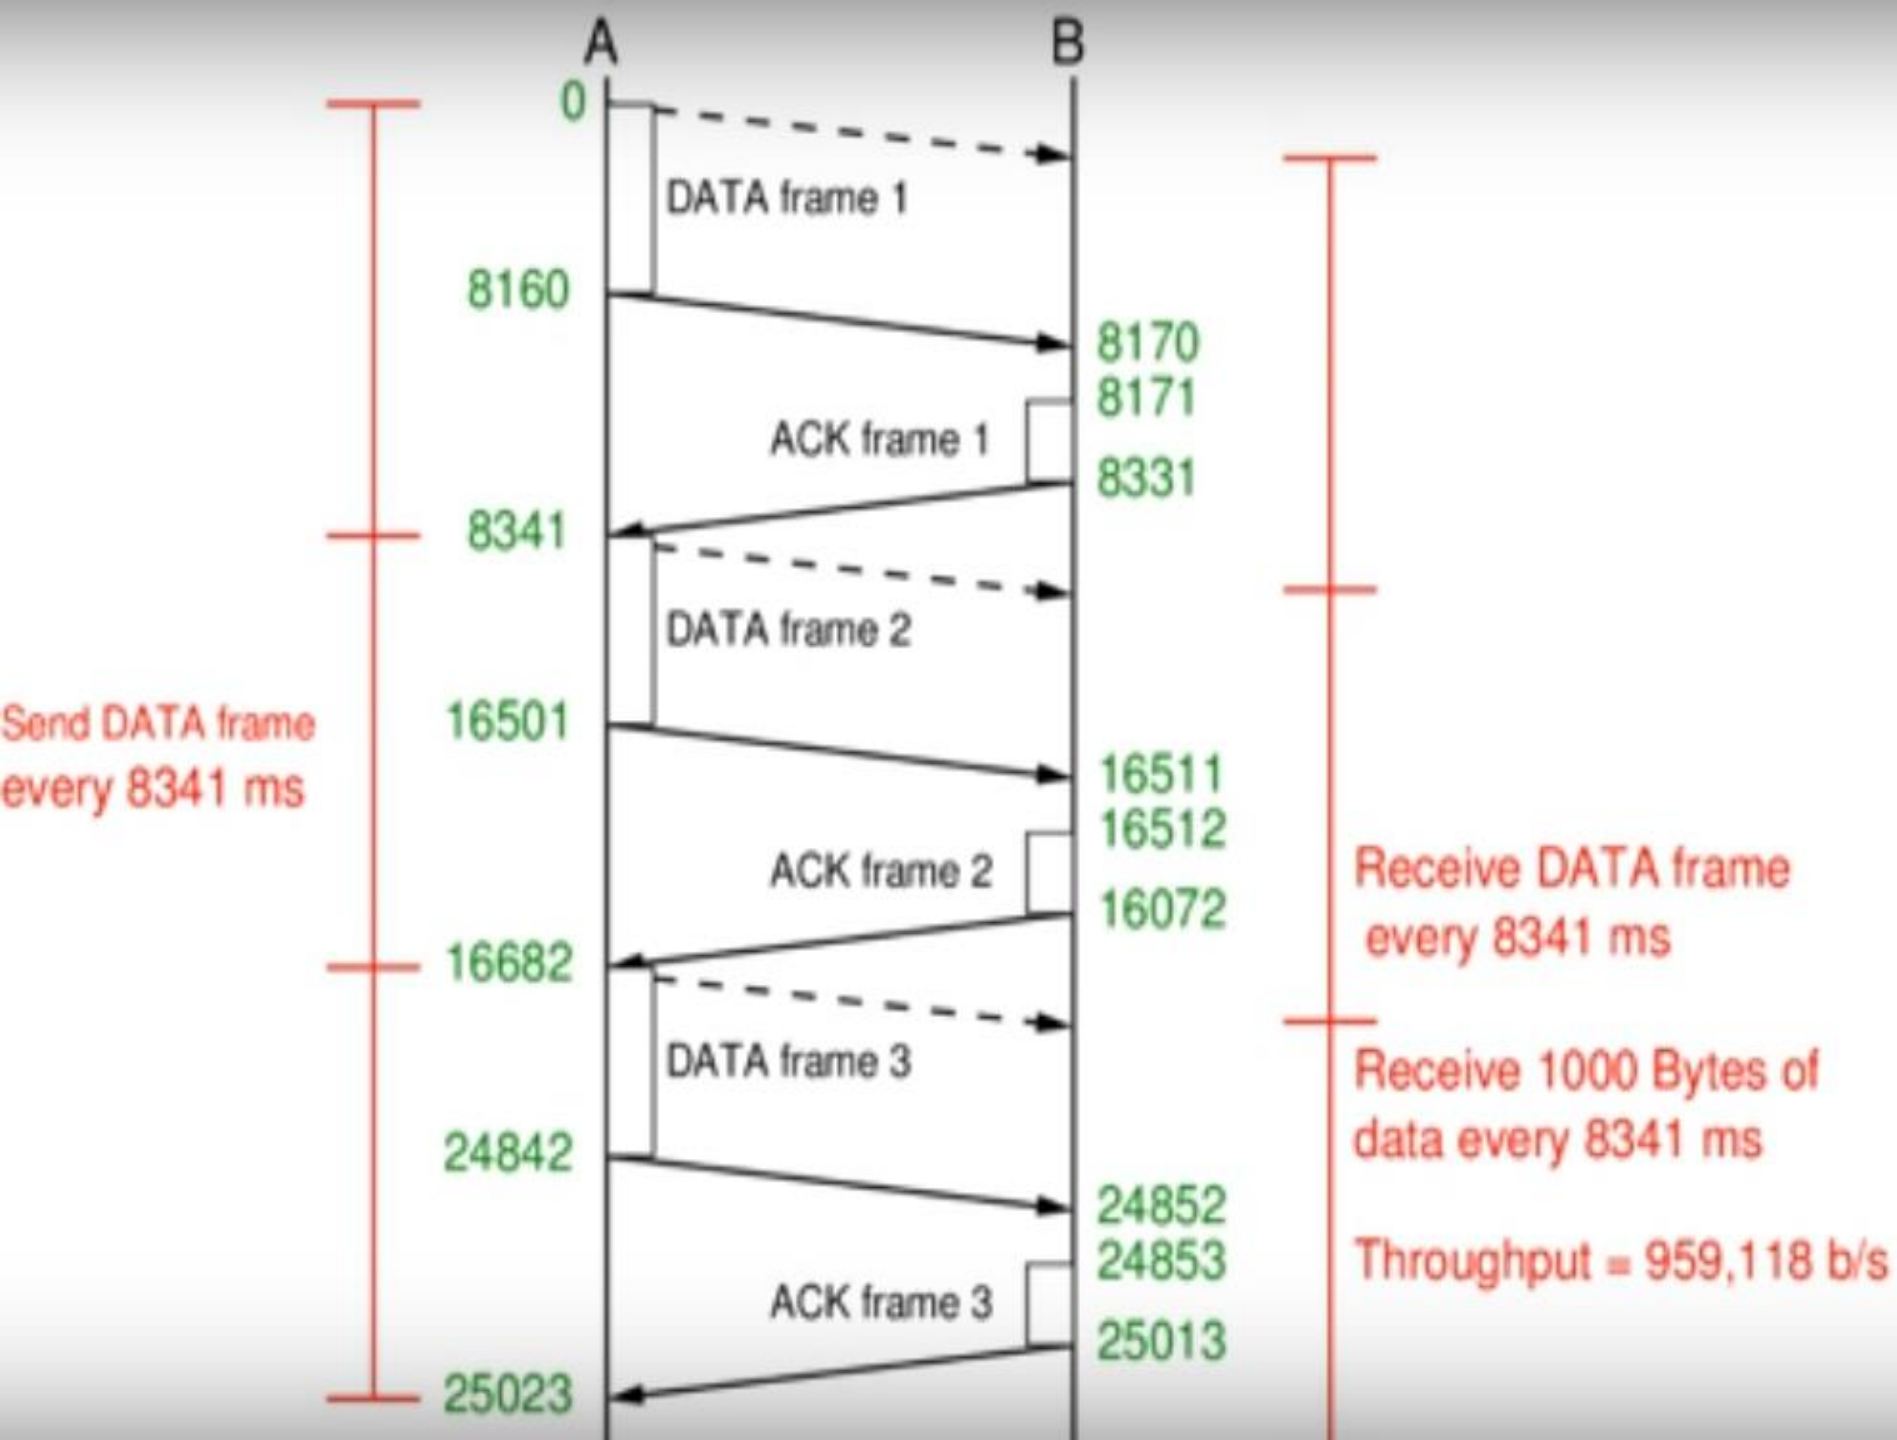 A
B
0
DATA frame 1
8160
8170
8171
ACK frame 1
8331
8341
DATA frame 2
Send DATA frame
every 8341 ms
16501
16511
16512
ACK frame 2
16072
Receive DATA frame
every 8341 ms
16682
DATA frame 3
Receive 1000 Bytes of
data every 8341 ms
24842
24852
24853
Throughput = 959,118 b/s
ACK frame 3
25013
25023